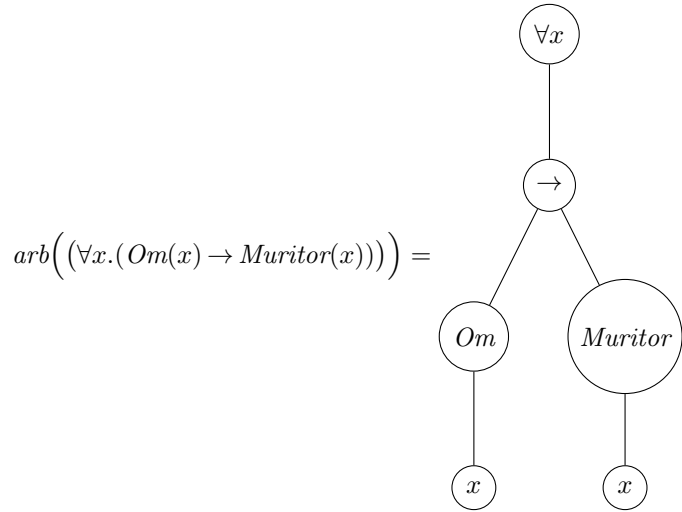 ∀x
→
arb((∀x.(Om(x) → Muritor(x)))) =
Om Muritor
x x